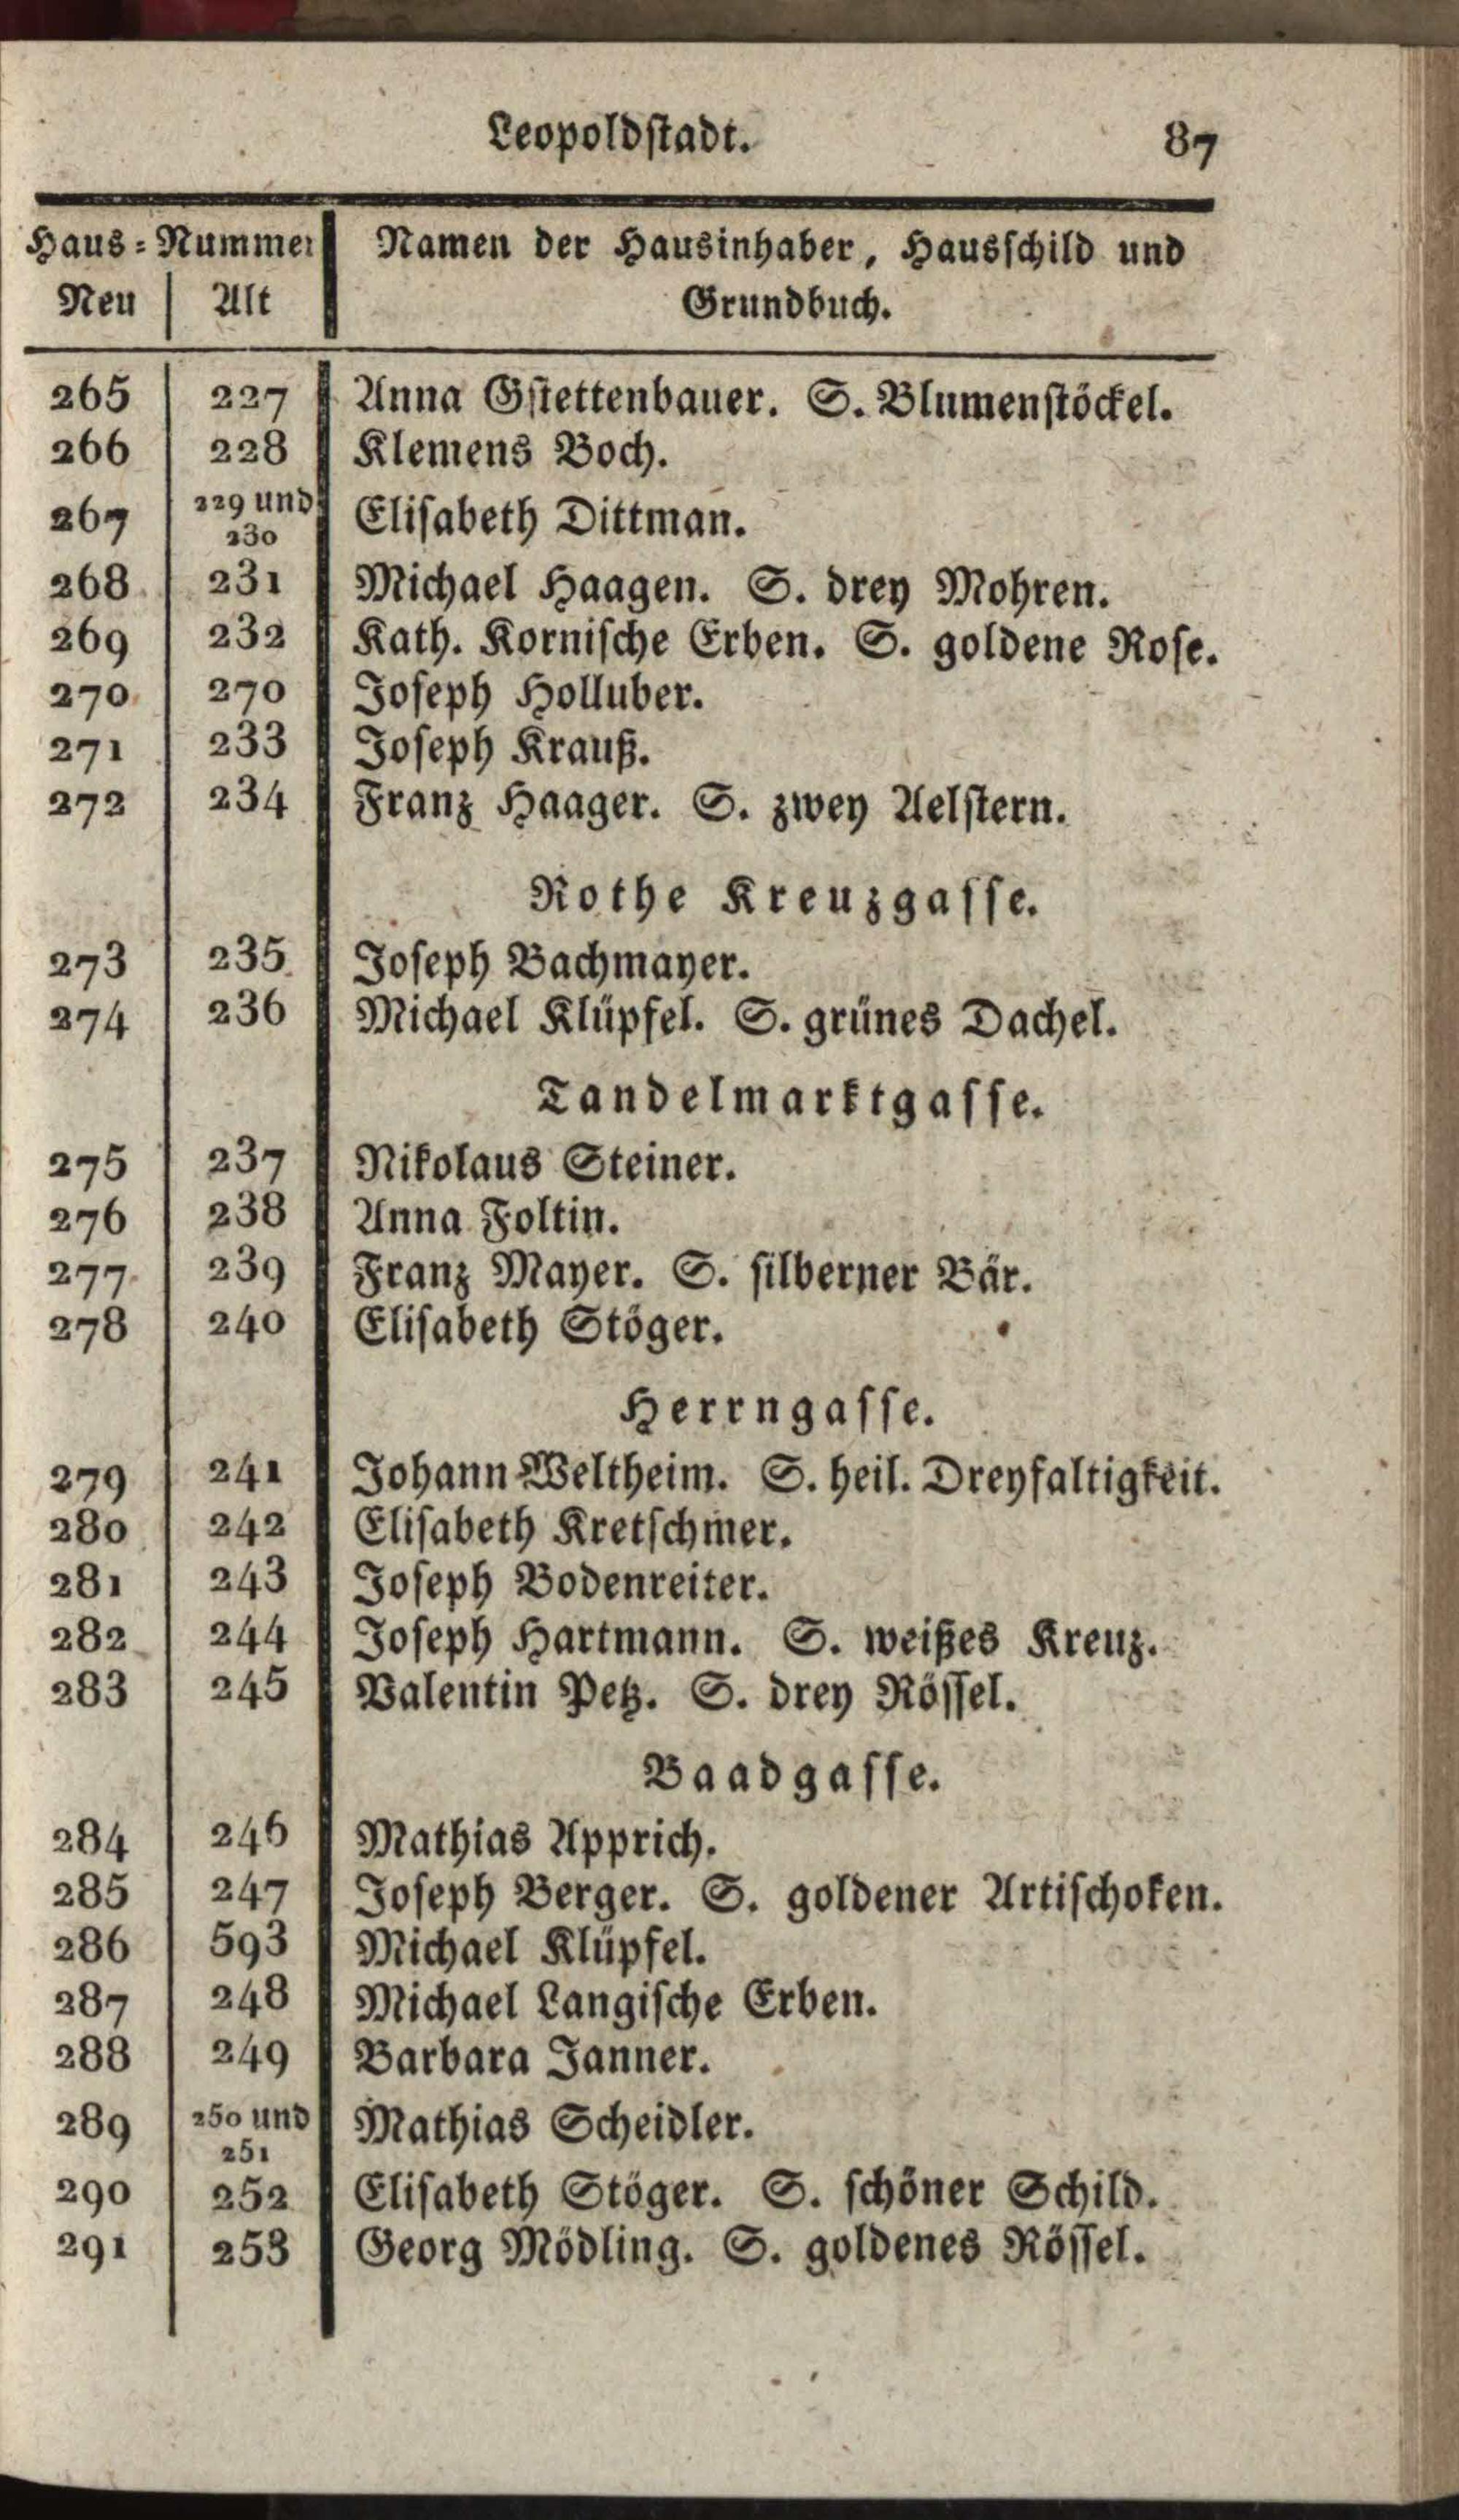 Leopoldstadt. 87
Haus=Nummer Namen der Hausinhaber, Hausschild und
Neu Alt Grundbuch.
265 227 Anna Gstettenbauer. S. Blumenstöckel.
266 228 Klemens Boch.
267 229 und 230 Elisabeth Dittman.
268 231 Michael Haagen. S. drey Mohren.
269 232 Kath. Kornische Erben. S. goldene Rose.
270 270 Joseph Holluber.
271 233 Joseph Krauß.
272 234 Franz Haager. S. zwey Aelstern.
Rothe Kreuzgasse.
273 235 Joseph Bachmayer.
274 236 Michael Klüpfel. S. grünes Dachel.
Tandelmarktgasse.
275 237 Nikolaus Steiner.
276 238 Anna Foltin.
277 239 Franz Mayer. S. silberner Bär.
278 240 Elisabeth Stöger.
Herrngasse.
279 241 Johann Weltheim. S. heil. Dreyfaltigkeit.
280 242 Elisabeth Kretschmer.
281 243 Joseph Bodenreiter.
282 244 Joseph Hartmann. S. weißes Kreuz.
283 245 Valentin Petz. S. drey Rössel.
Baadgasse.
284 246 Mathias Apprich.
285 247 Joseph Berger. S. goldener Artischoken.
286 593 Michael Klüpfel.
287 248 Michael Langische Erben.
288 249 Barbara Janner.
289 250 und 251 Mathias Scheidler.
290 252 Elisabeth Stöger. S. schöner Schild.
291 253 Georg Mödling. S. goldenes Rössel.